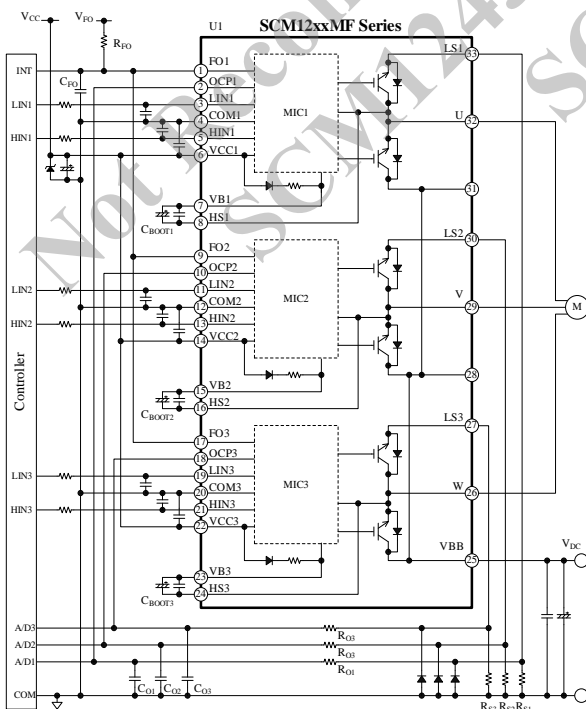 U1
SCM12xxMF Series
VCC
VFO
RFO
INT
CFO
LIN1
HIN1
1 FO1
2 OCP1
3 LIN1
4 COM1
5 HIN1
6 VCC1
MIC1
7 VB1
8 HS1
CBOOT1
LS1 33
U 32
31
LIN2
HIN2
9 FO2
10 OCP2
11 LIN2
12 COM2
13 HIN2
14 VCC2
MIC2
15 VB2
16 HS2
CBOOT2
LS2 30
V 29
M
28
Controller
LIN3
HIN3
17 FO3
18 OCP3
19 LIN3
20 COM3
21 HIN3
22 VCC3
MIC3
23 VB3
24 HS3
CBOOT3
LS3 27
W 26
VBB 25
VDC
A/D3
RO3
A/D2
RO3
A/D1
RO1
CO1
CO2
CO3
COM
RS3
RS2
RS1
Not Recom
SCM124
SC